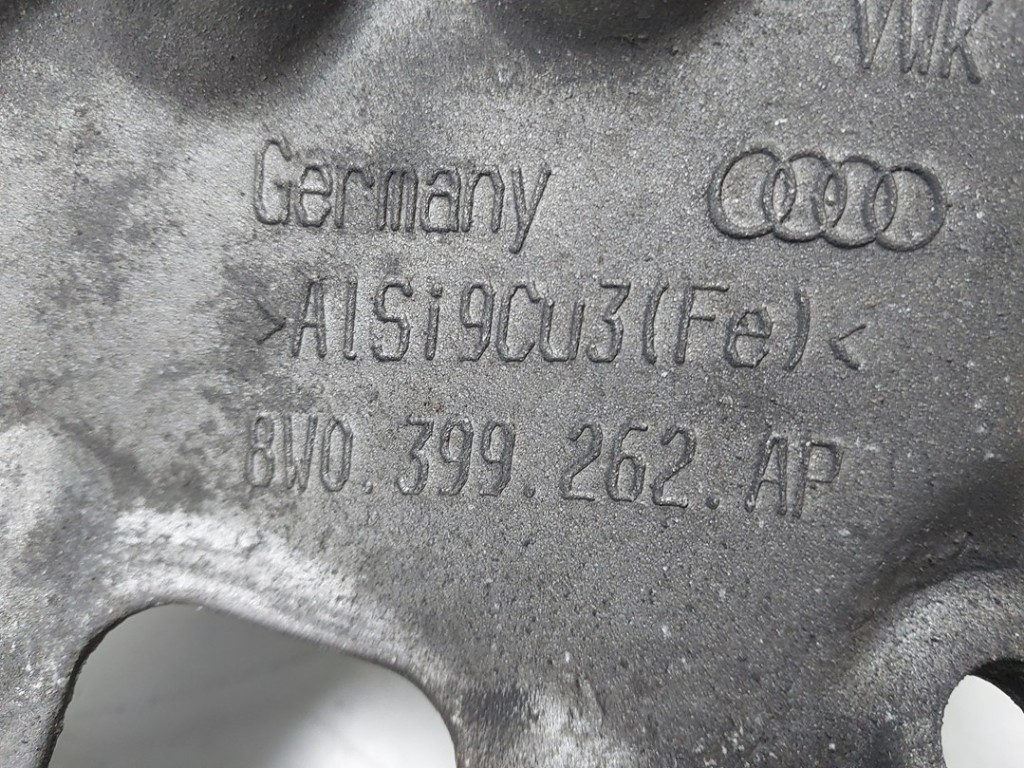 VWK
Germany
>AlSi9Cu3(Fe)<
8W0.399.262.AP